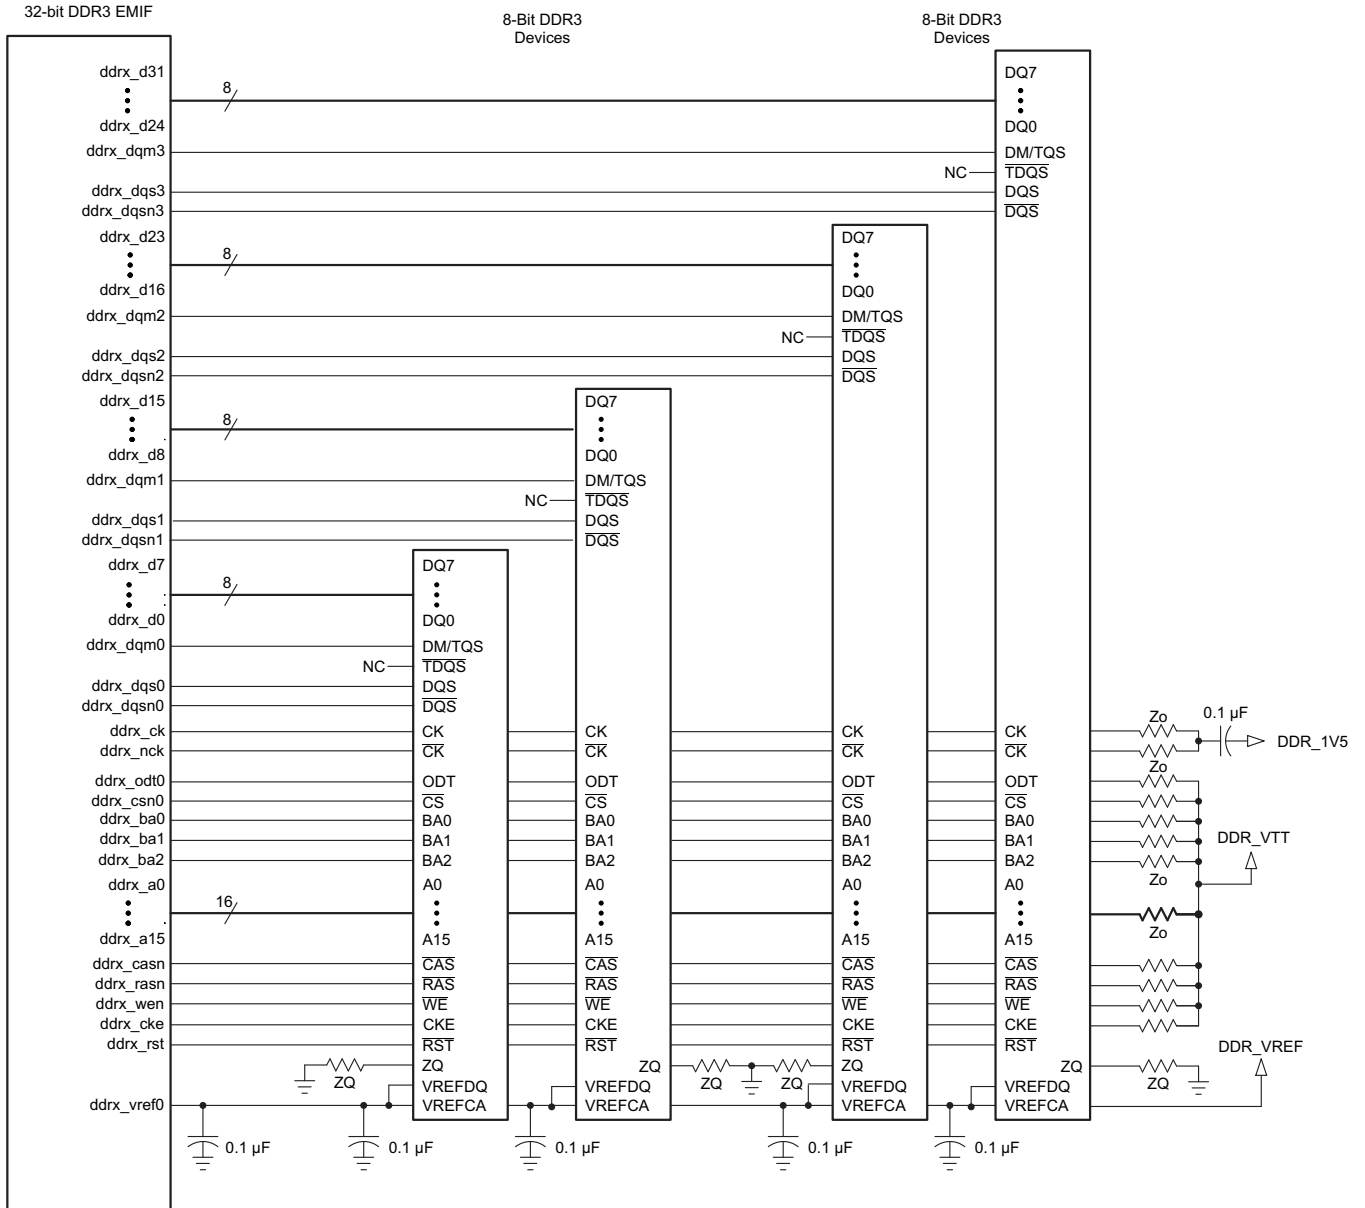 32-bit DDR3 EMIF
8-Bit DDR3
Devices
8-Bit DDR3
Devices
ddrx_d31
8
DQ7
ddrx_d24
DQ0
ddrx_dqm3
DM/TQS
NC
TDQS
ddrx_dqs3
DQS
ddrx_dqsn3
DQS
ddrx_d23
8
DQ7
ddrx_d16
DQ0
ddrx_dqm2
DM/TQS
NC
TDQS
ddrx_dqs2
DQS
ddrx_dqsn2
DQS
ddrx_d15
8
DQ7
ddrx_d8
DQ0
ddrx_dqm1
DM/TQS
NC
TDQS
ddrx_dqs1
DQS
ddrx_dqsn1
DQS
ddrx_d7
8
DQ7
ddrx_d0
DQ0
ddrx_dqm0
DM/TQS
NC
TDQS
ddrx_dqs0
DQS
ddrx_dqsn0
DQS
Zo 0.1 µF
ddrx_ck CK CK CK CK
DDR_1V5
ddrx_nck CK CK CK CK
Zo
ddrx_odt0 ODT ODT ODT ODT
ddrx_csn0 CS CS CS CS
ddrx_ba0 BA0 BA0 BA0 BA0
ddrx_ba1 BA1 BA1 BA1 BA1
DDR_VTT
ddrx_ba2 BA2 BA2 BA2 BA2
Zo
ddrx_a0 A0 A0 A0 A0
16
Zo
ddrx_a15 A15 A15 A15 A15
ddrx_casn CAS CAS CAS CAS
ddrx_rasn RAS RAS RAS RAS
ddrx_wen WE WE WE WE
ddrx_cke CKE CKE CKE CKE
ddrx_rst RST RST RST RST
DDR_VREF
ZQ ZQ ZQ ZQ
ZQ ZQ ZQ ZQ
VREFDQ VREFDQ VREFDQ VREFDQ
ddrx_vref0 VREFCA VREFCA VREFCA VREFCA
0.1 µF 0.1 µF 0.1 µF 0.1 µF 0.1 µF